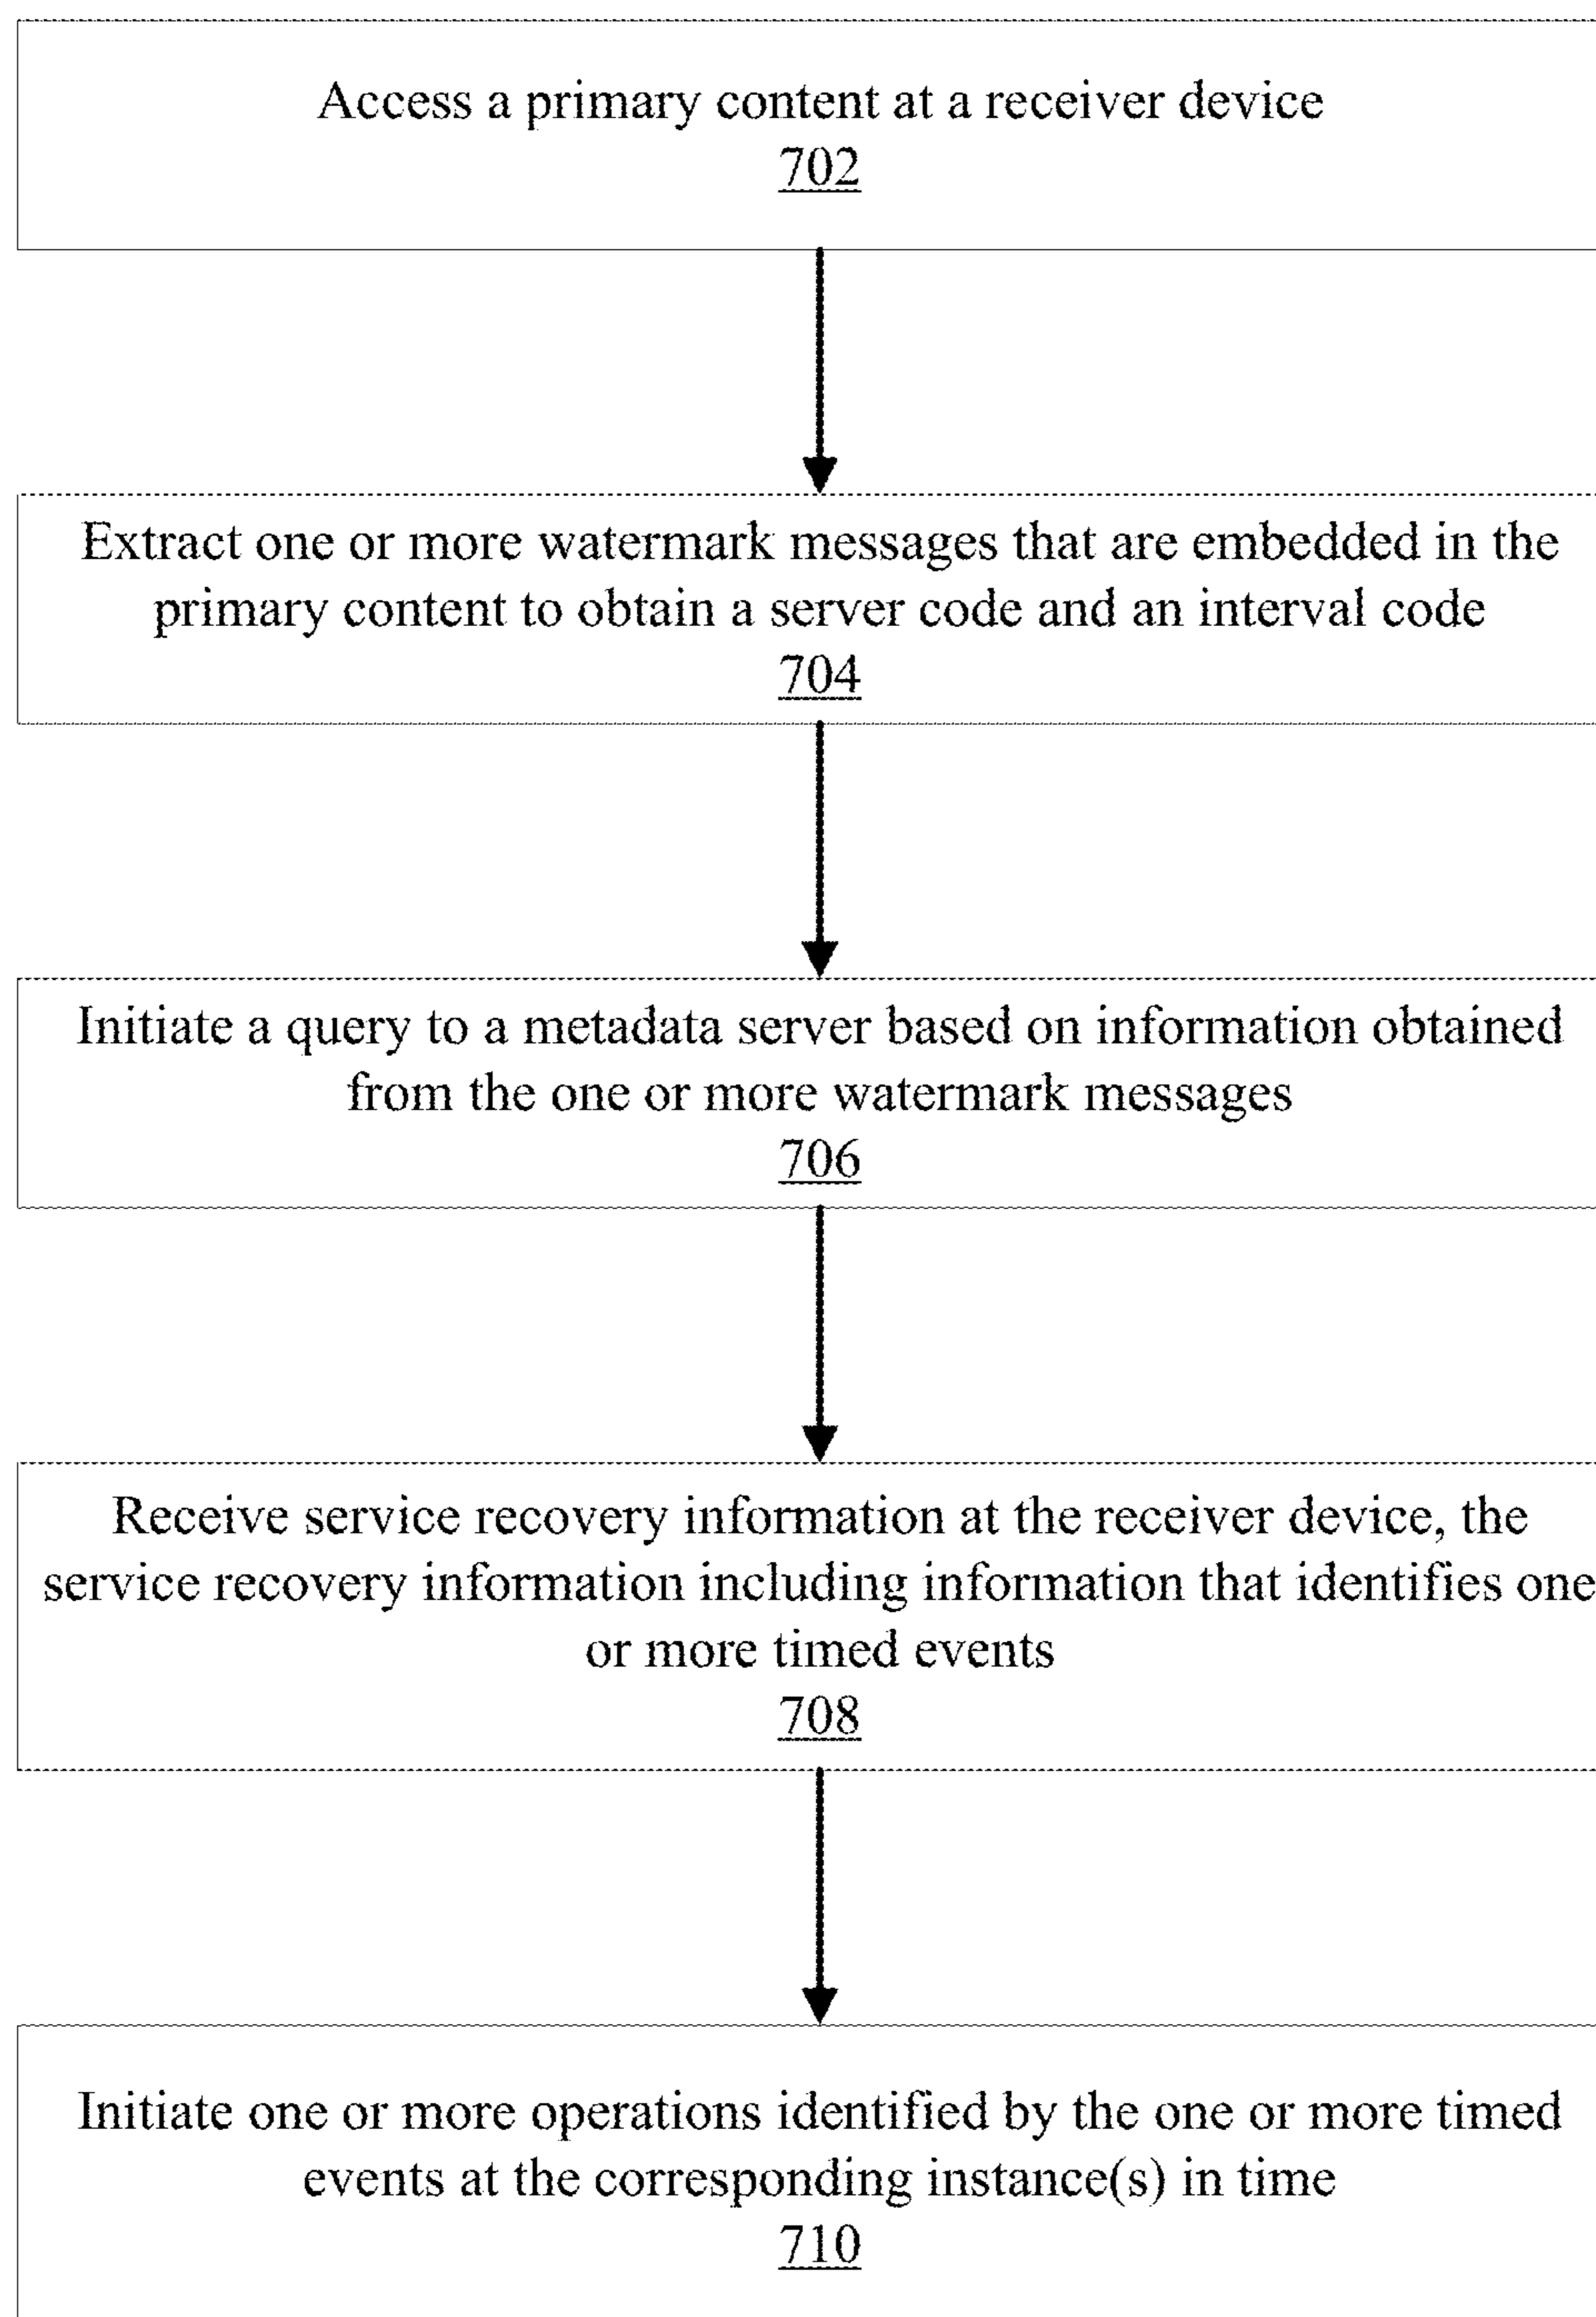 Access a primary content at a receiver device
702
Extract one or more watermark messages that are embedded in the
primary content to obtain a server code and an interval code
704
Initiate a query to a metadata server based on information obtained
from the one or more watermark messages
706
Receive service recovery information at the receiver device, the
service recovery information including information that identifies one
or more timed events
708
Initiate one or more operations identified by the one or more timed
events at the corresponding instance(s) in time
710